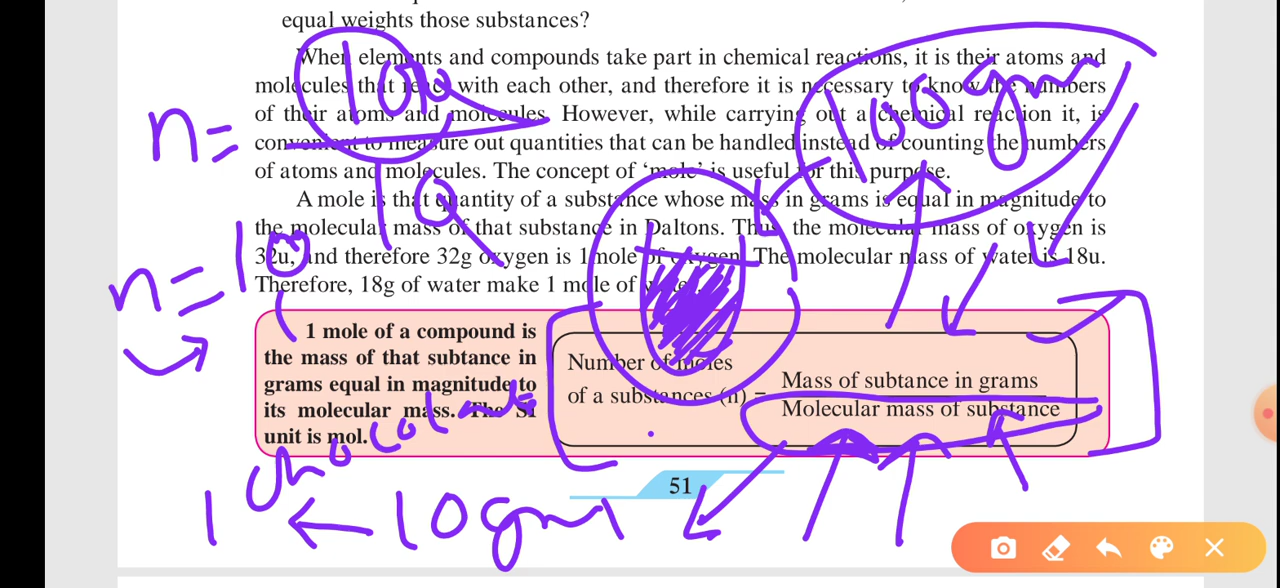 equal weights those substances?
When elements and compounds take part in chemical reactions, it is their atoms and
molecules that react with each other, and therefore it is necessary to know the numbers
of their atoms and molecules. However, while carrying out a chemical reaction it, is
convenient to measure out quantities that can be handled instead of counting the numbers
of atoms and molecules. The concept of ‘mole’ is useful for this purpose.
A mole is that quantity of a substance whose mass in grams is equal in magnitude to
the molecular mass of that substance in Daltons. Thus, the molecular mass of oxygen is
32u, and therefore 32g oxygen is 1mole of oxygen. The molecular mass of water is 18u.
Therefore, 18g of water make 1 mole of water.
1 mole of a compound is
the mass of that subtance in
grams equal in magnitude to
its molecular mass. The SI
unit is mol.
Number of moles
of a substances (n) =
Mass of subtance in grams
Molecular mass of substance
51
n = 100
10
n = 10
100gm
1 chocolate ← 10gm